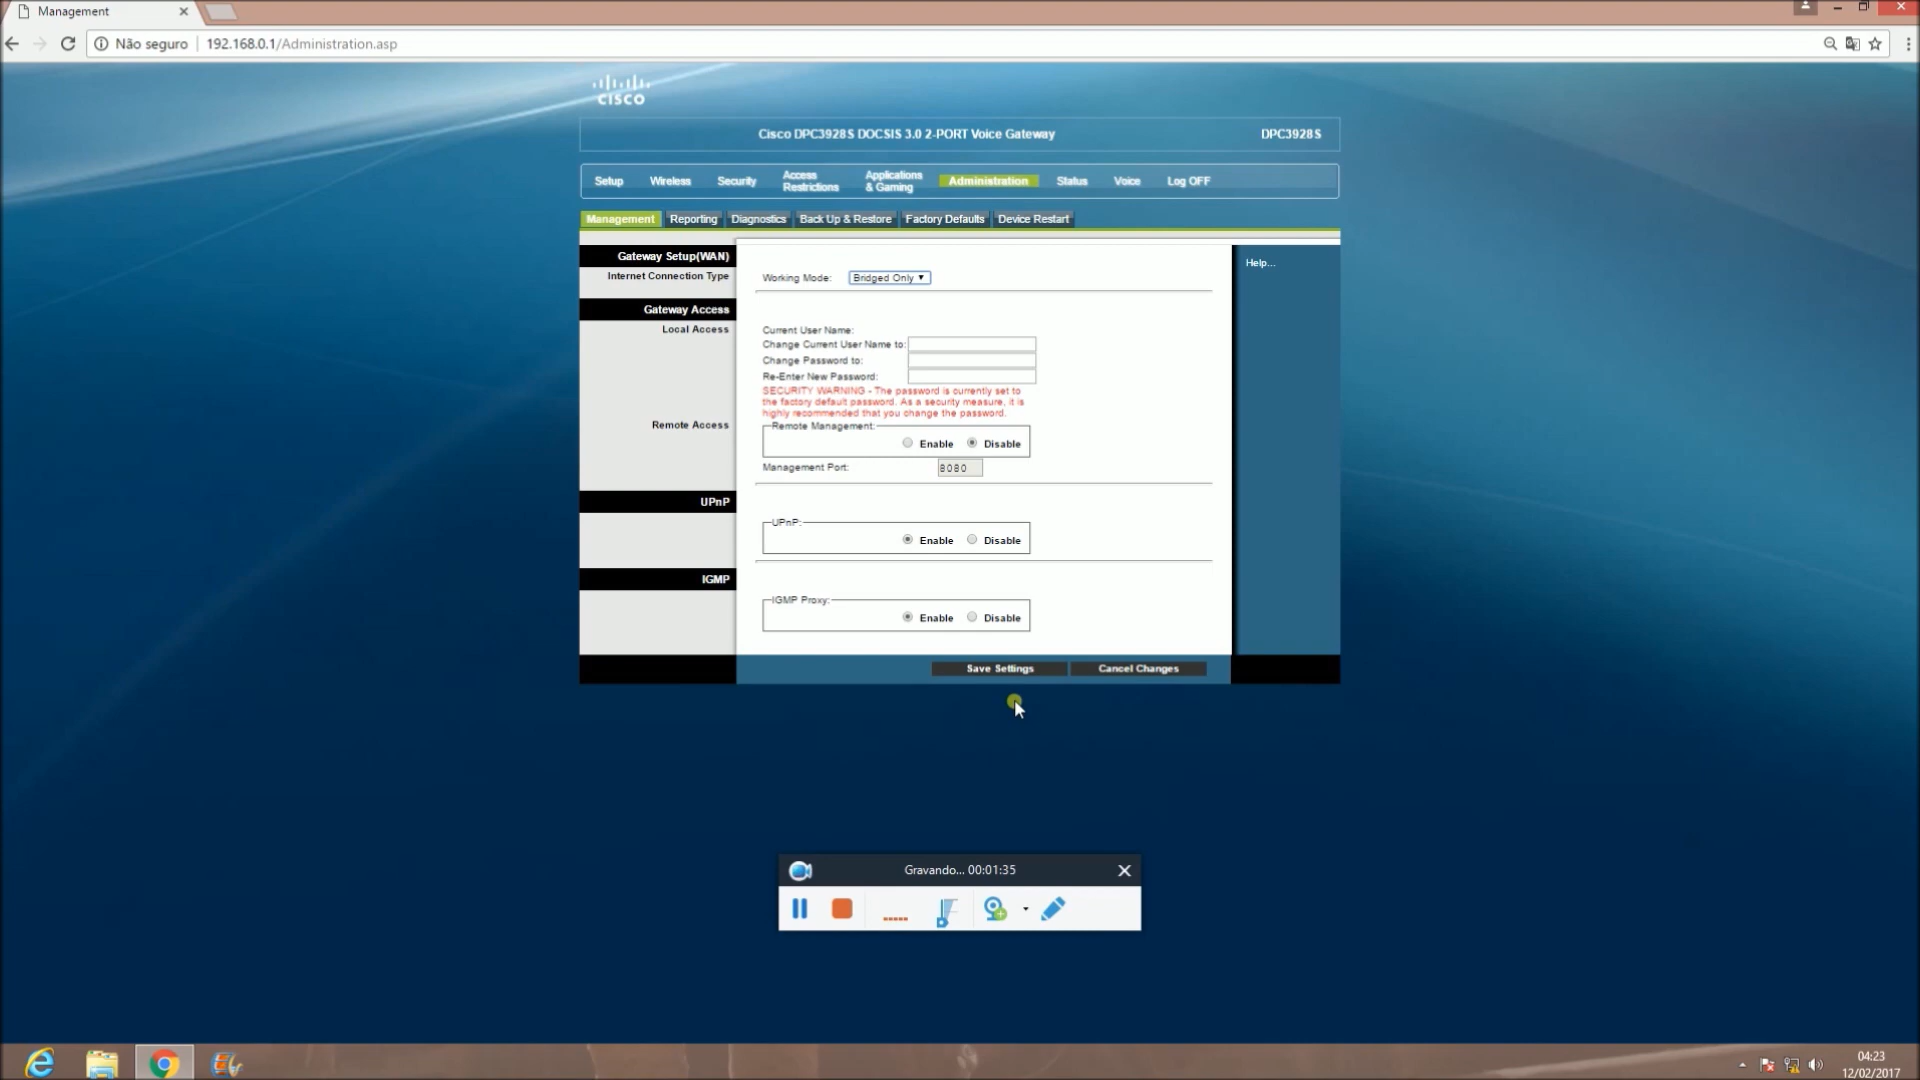 Management
Não seguro
192.168.0.1/Administration.asp
CISCO
Cisco DPC3928S DOCSIS 3.0 2-PORT Voice Gateway
DPC3928S
Setup
Wireless
Security
Access Restrictions
Applications & Gaming
Administration
Status
Voice
Log OFF
Management
Reporting
Diagnostics
Back Up & Restore
Factory Defaults
Device Restart
Gateway Setup(WAN)
Internet Connection Type
Working Mode:
Bridged Only
Help...
Gateway Access
Local Access
Current User Name:
Change Current User Name to:
Change Password to:
Re-Enter New Password:
SECURITY WARNING - The password is currently set to
the factory default password. As a security measure, it is
highly recommended that you change the password.
Remote Access
Remote Management:
Enable
Disable
Management Port:
8080
UPnP
UPnP:
Enable
Disable
IGMP
IGMP Proxy:
Enable
Disable
Save Settings
Cancel Changes
Gravando... 00:01:35
04:23
12/02/2017